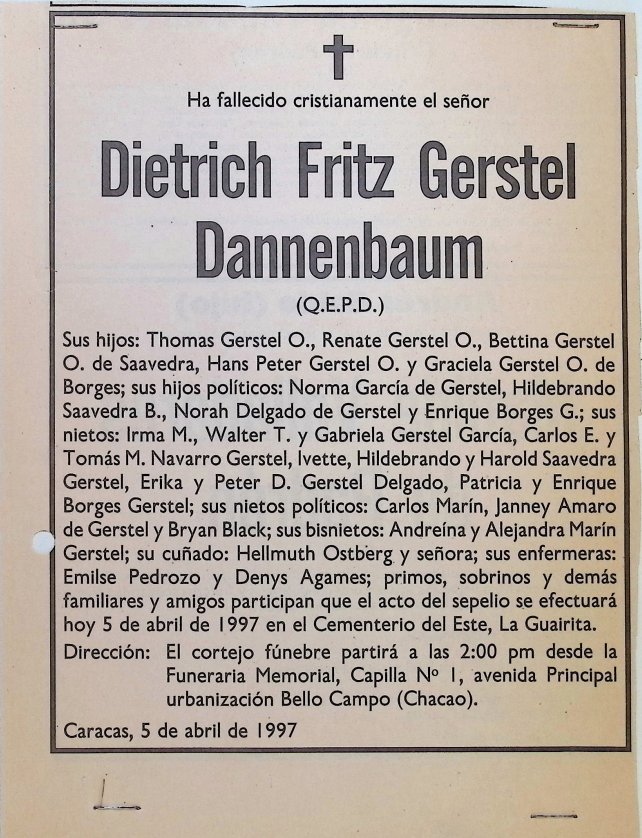 Ha fallecido cristianamente el señor
Dietrich Fritz Gerstel
Dannenbaum
(Q.E.P.D.)
Sus hijos: Thomas Gerstel O., Renate Gerstel O., Bettina Gerstel
O. de Saavedra, Hans Peter Gerstel O. y Graciela Gerstel O. de
Borges; sus hijos políticos: Norma García de Gerstel, Hildebrando
Saavedra B., Norah Delgado de Gerstel y Enrique Borges G.; sus
nietos: Irma M., Walter T. y Gabriela Gerstel García, Carlos E. y
Tomás M. Navarro Gerstel, Ivette, Hildebrando y Harold Saavedra
Gerstel, Erika y Peter D. Gerstel Delgado, Patricia y Enrique
Borges Gerstel; sus nietos políticos: Carlos Marín, Janney Amaro
de Gerstel y Bryan Black; sus bisnietos: Andreína y Alejandra Marín
Gerstel; su cuñado: Hellmuth Ostberg y señora; sus enfermeras:
Emilse Pedrozo y Denys Agames; primos, sobrinos y demás
familiares y amigos participan que el acto del sepelio se efectuará
hoy 5 de abril de 1997 en el Cementerio del Este, La Guairita.
Dirección: El cortejo fúnebre partirá a las 2:00 pm desde la
Funeraria Memorial, Capilla Nº 1, avenida Principal
urbanización Bello Campo (Chacao).
Caracas, 5 de abril de 1997